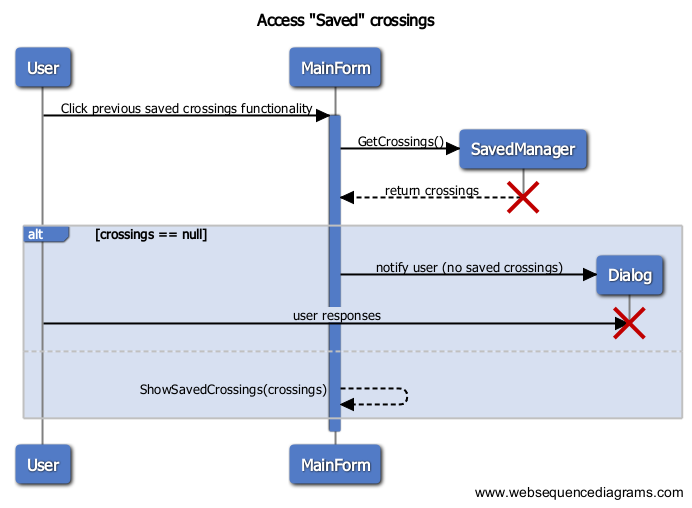 Access "Saved" crossings
User
MainForm
Click previous saved crossings functionality
GetCrossings()
SavedManager
return crossings
alt
[crossings == null]
notify user (no saved crossings)
Dialog
user responses
ShowSavedCrossings(crossings)
User
MainForm
www.websequencediagrams.com